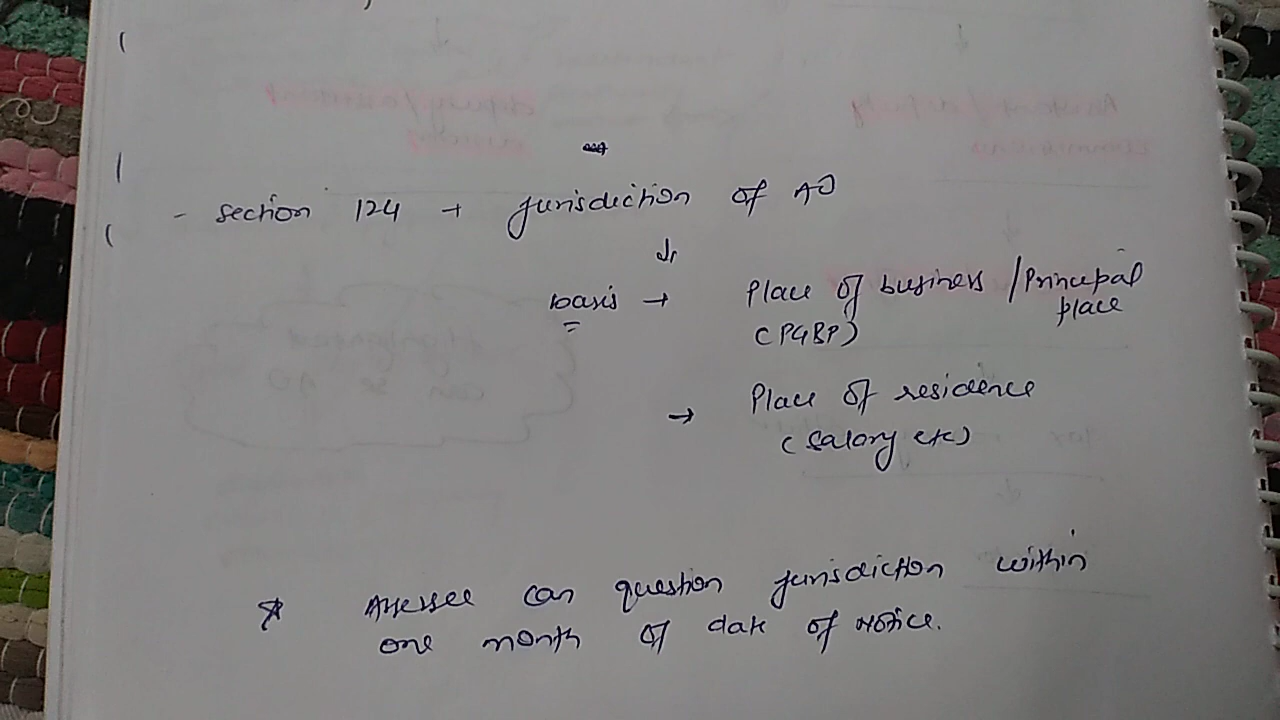 - Section 124 → Jurisdiction of AO
↓
basis → Place of business / Principal place
(PGBP)
→ Place of residence
(Salary etc)
* Assessee can question jurisdiction within
one month of date of notice.